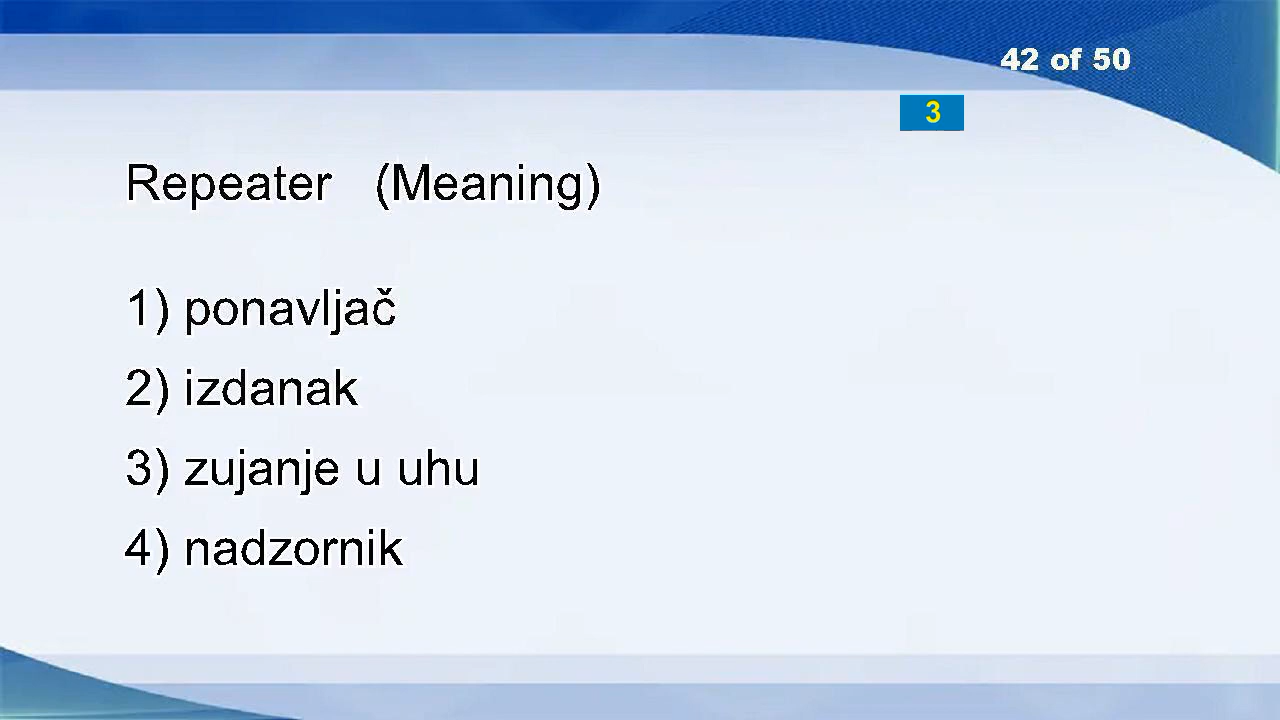 42 of 50
3
Repeater (Meaning)
1) ponavljač
2) izdanak
3) zujanje u uhu
4) nadzornik